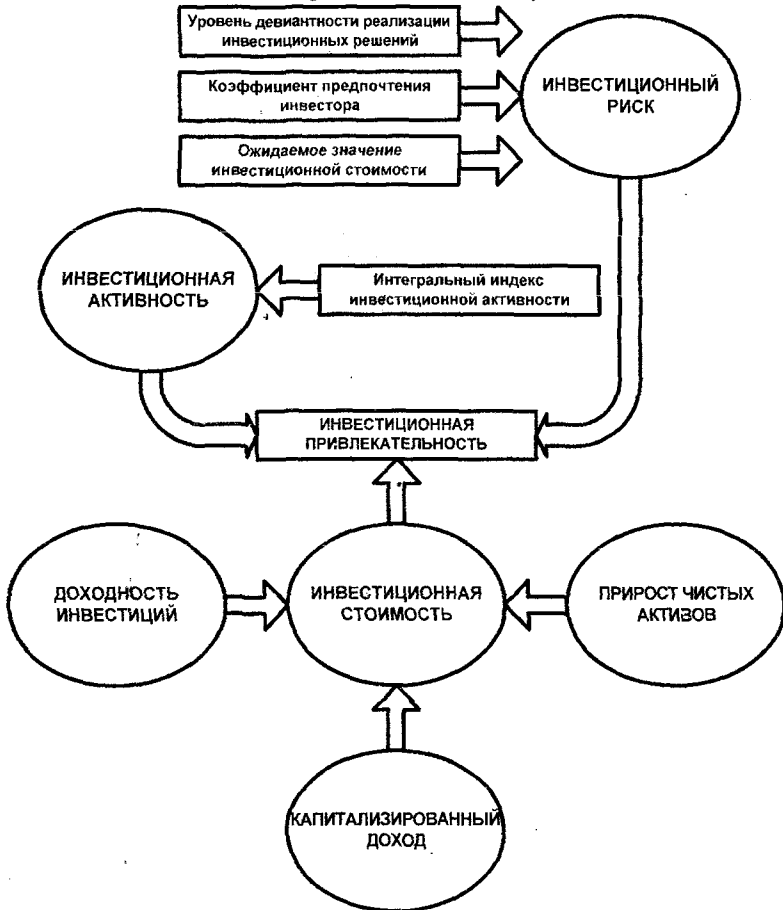 Уровень девиантности реализации
инвестиционных решений
Коэффициент предпочтения
инвестора
Ожидаемое значение
инвестиционной стоимости
ИНВЕСТИЦИОННЫЙ
РИСК
ИНВЕСТИЦИОННАЯ
АКТИВНОСТЬ
Интегральный индекс
инвестиционной активности
ИНВЕСТИЦИОННАЯ
ПРИВЛЕКАТЕЛЬНОСТЬ
ДОХОДНОСТЬ
ИНВЕСТИЦИЙ
ИНВЕСТИЦИОННАЯ
СТОИМОСТЬ
ПРИРОСТ ЧИСТЫХ
АКТИВОВ
КАПИТАЛИЗИРОВАННЫЙ
ДОХОД